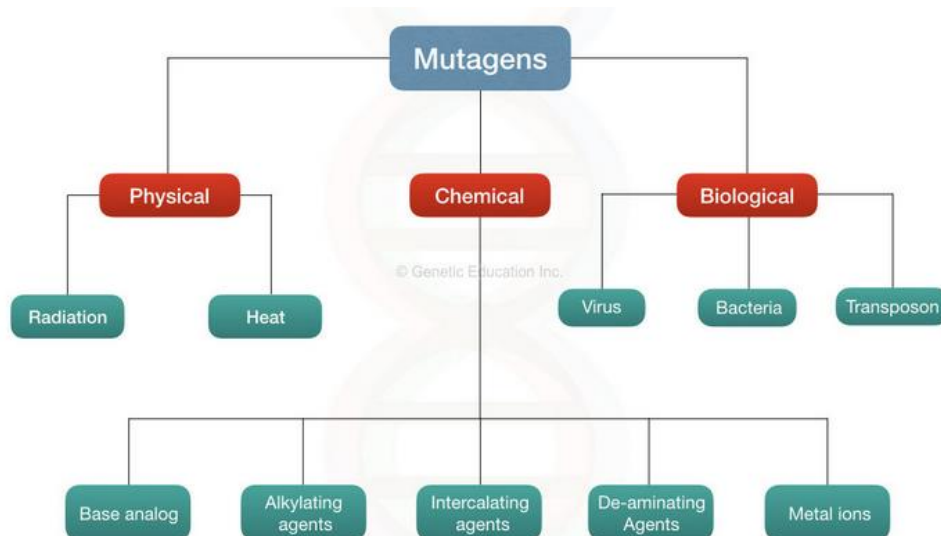 Mutagens
Physical
Chemical
Biological
© Genetic Education Inc.
Radiation
Heat
Virus
Bacteria
Transposon
Base analog
Alkylating
agents
Intercalating
agents
De-aminating
Agents
Metal ions